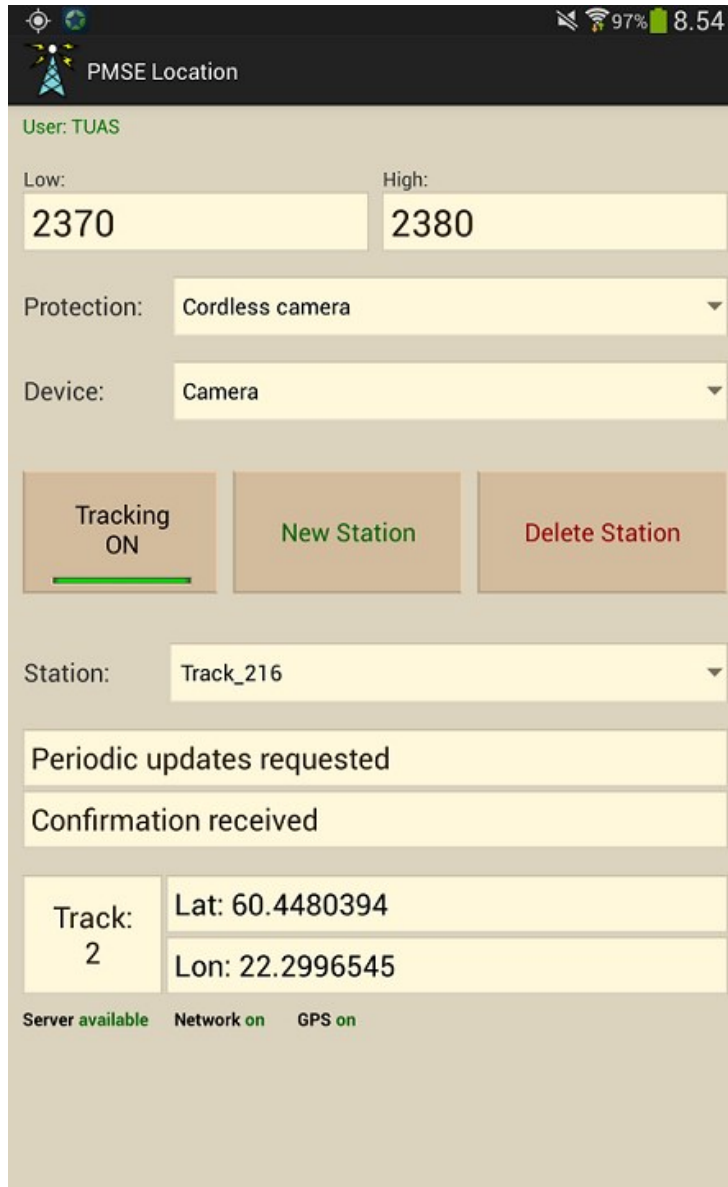 97% 8.54
PMSE Location
User: TUAS
Low: High:
2370 2380
Protection: Cordless camera
Device: Camera
Tracking
ON
New Station
Delete Station
Station: Track_216
Periodic updates requested
Confirmation received
Track:
2
Lat: 60.4480394
Lon: 22.2996545
Server available Network on GPS on